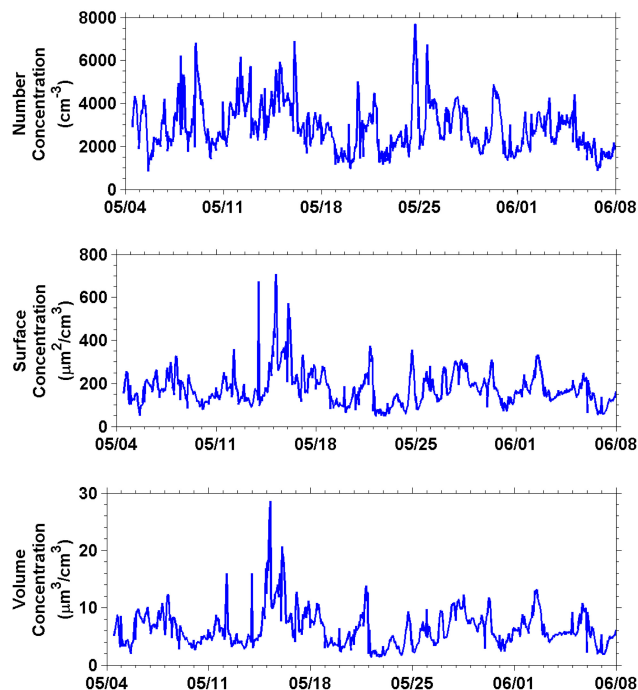 Number
Concentration
(cm⁻³)
8000
6000
4000
2000
0
05/04 05/11 05/18 05/25 06/01 06/08
Surface
Concentration
(μm²/cm³)
800
600
400
200
0
05/04 05/11 05/18 05/25 06/01 06/08
Volume
Concentration
(μm³/cm³)
30
20
10
0
05/04 05/11 05/18 05/25 06/01 06/08